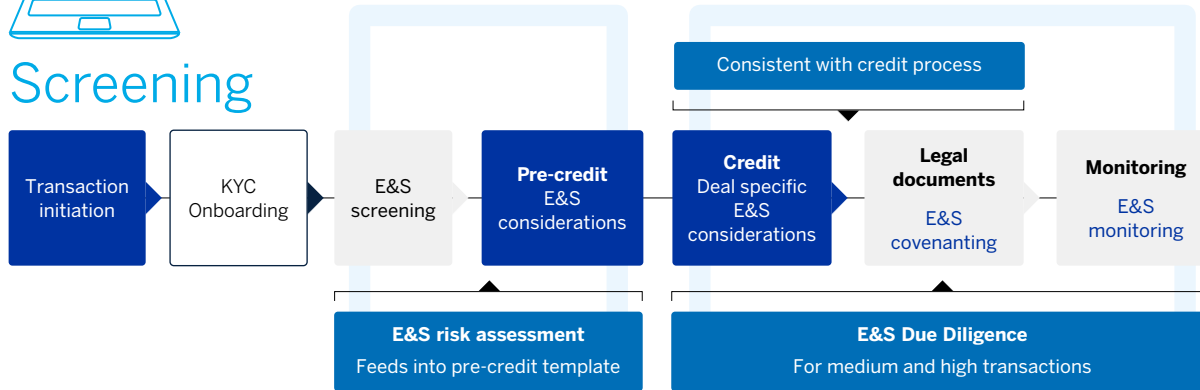 Screening
Consistent with credit process
Transaction
initiation
KYC
Onboarding
E&S
screening
Pre-credit
E&S
considerations
Credit
Deal specific
E&S
considerations
Legal
documents
E&S
covenanting
Monitoring
E&S
monitoring
E&S risk assessment
Feeds into pre-credit template
E&S Due Diligence
For medium and high transactions